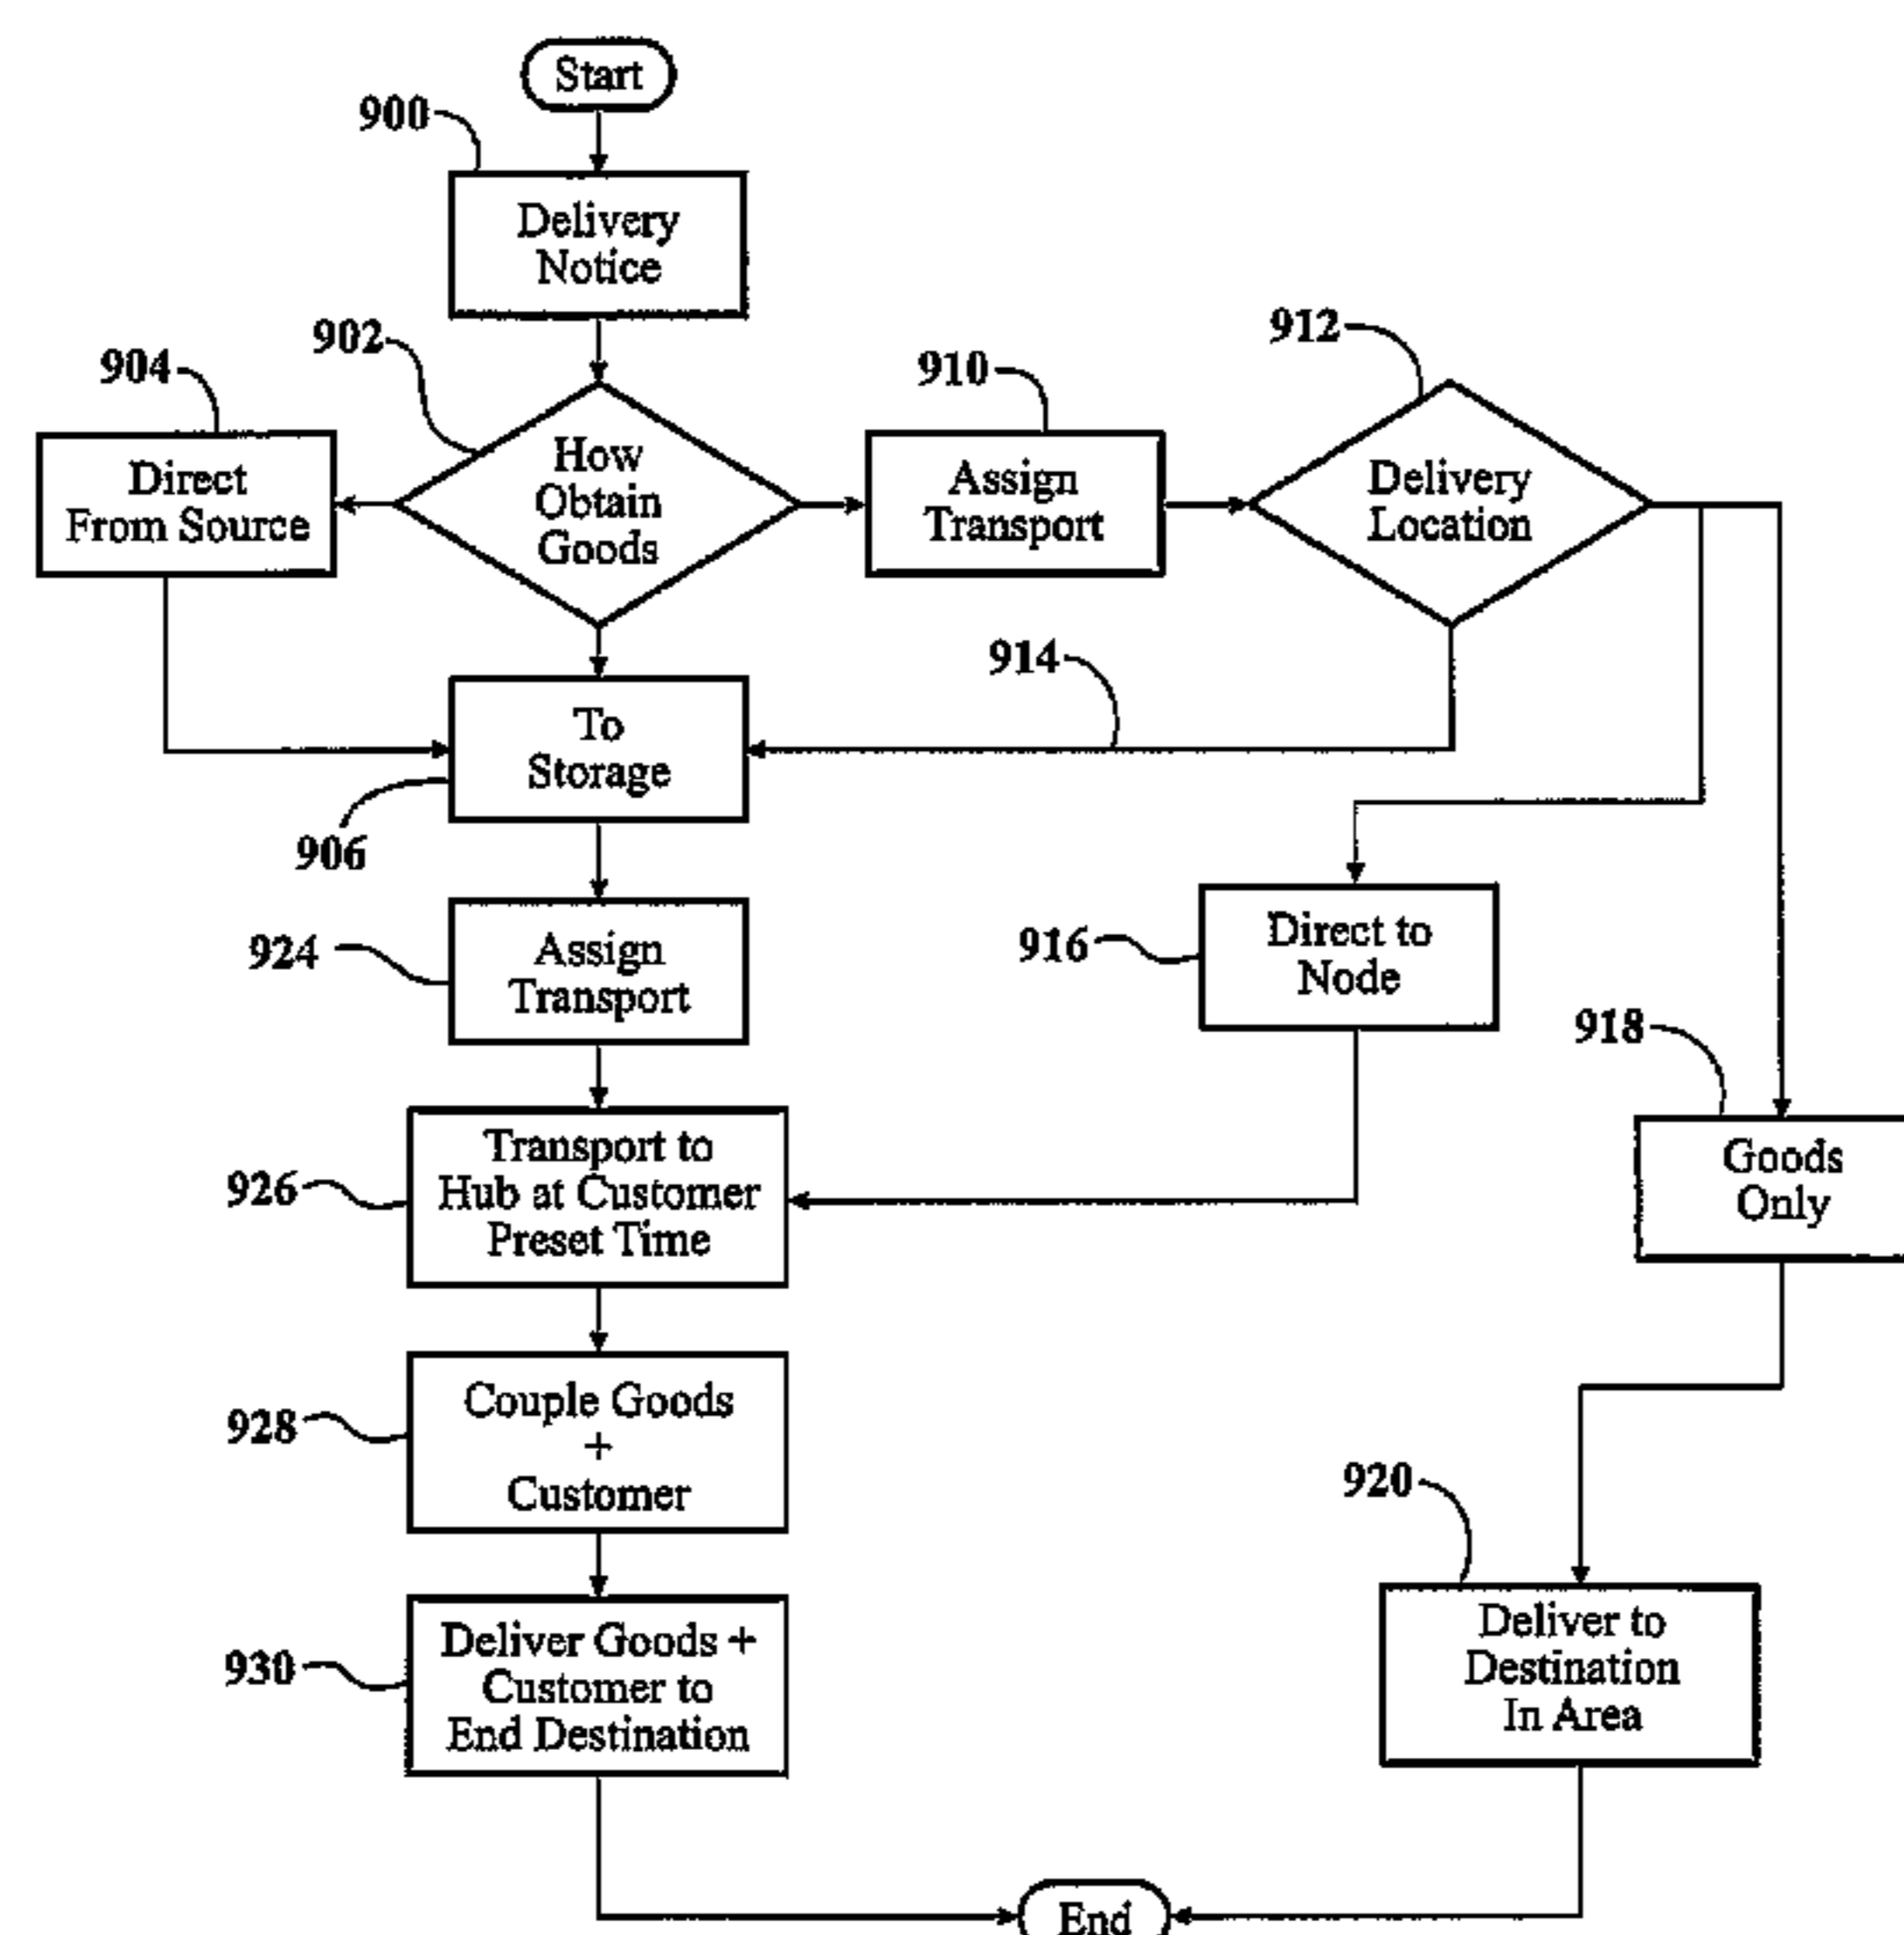 Start
900
Delivery
Notice
902
904
910
912
Direct
From Source
How
Obtain
Goods
Assign
Transport
Delivery
Location
914
To
Storage
906
924
Assign
Transport
916
Direct to
Node
918
Goods
Only
926
Transport to
Hub at Customer
Preset Time
928
Couple Goods
+
Customer
920
Deliver to
Destination
In Area
930
Deliver Goods +
Customer to
End Destination
End